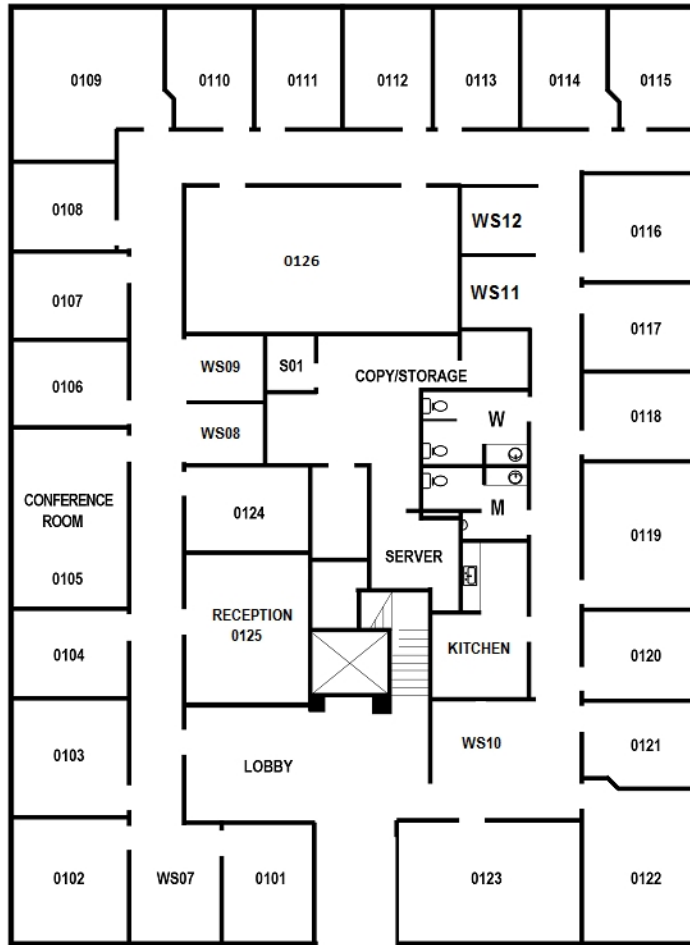 0109
0110
0111
0112
0113
0114
0115
0108
WS12
0116
0126
0107
WS11
0117
WS09
S01
COPY/STORAGE
0106
0118
W
WS08
CONFERENCE
ROOM
0124
M
0119
SERVER
0105
RECEPTION
0125
KITCHEN
0104
0120
WS10
0121
0103
LOBBY
0102
WS07
0101
0123
0122